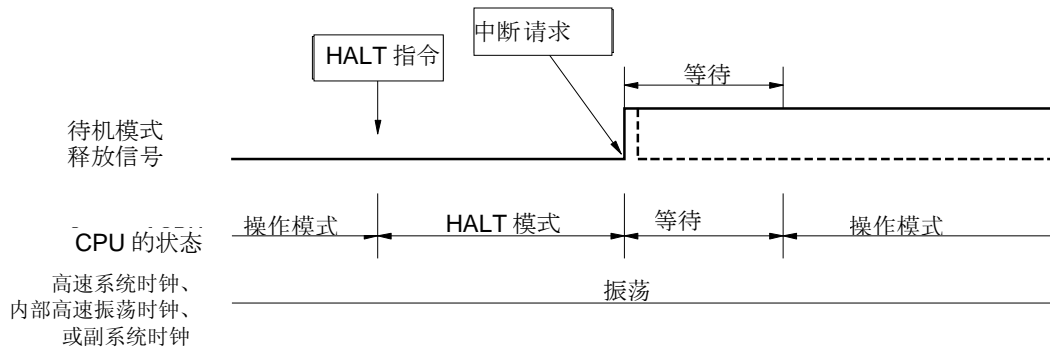 HALT 指令
中断请求
等待
待机模式
释放信号
操作模式
HALT 模式
等待
操作模式
CPU 的状态
高速系统时钟、
内部高速振荡时钟、
或副系统时钟
振荡